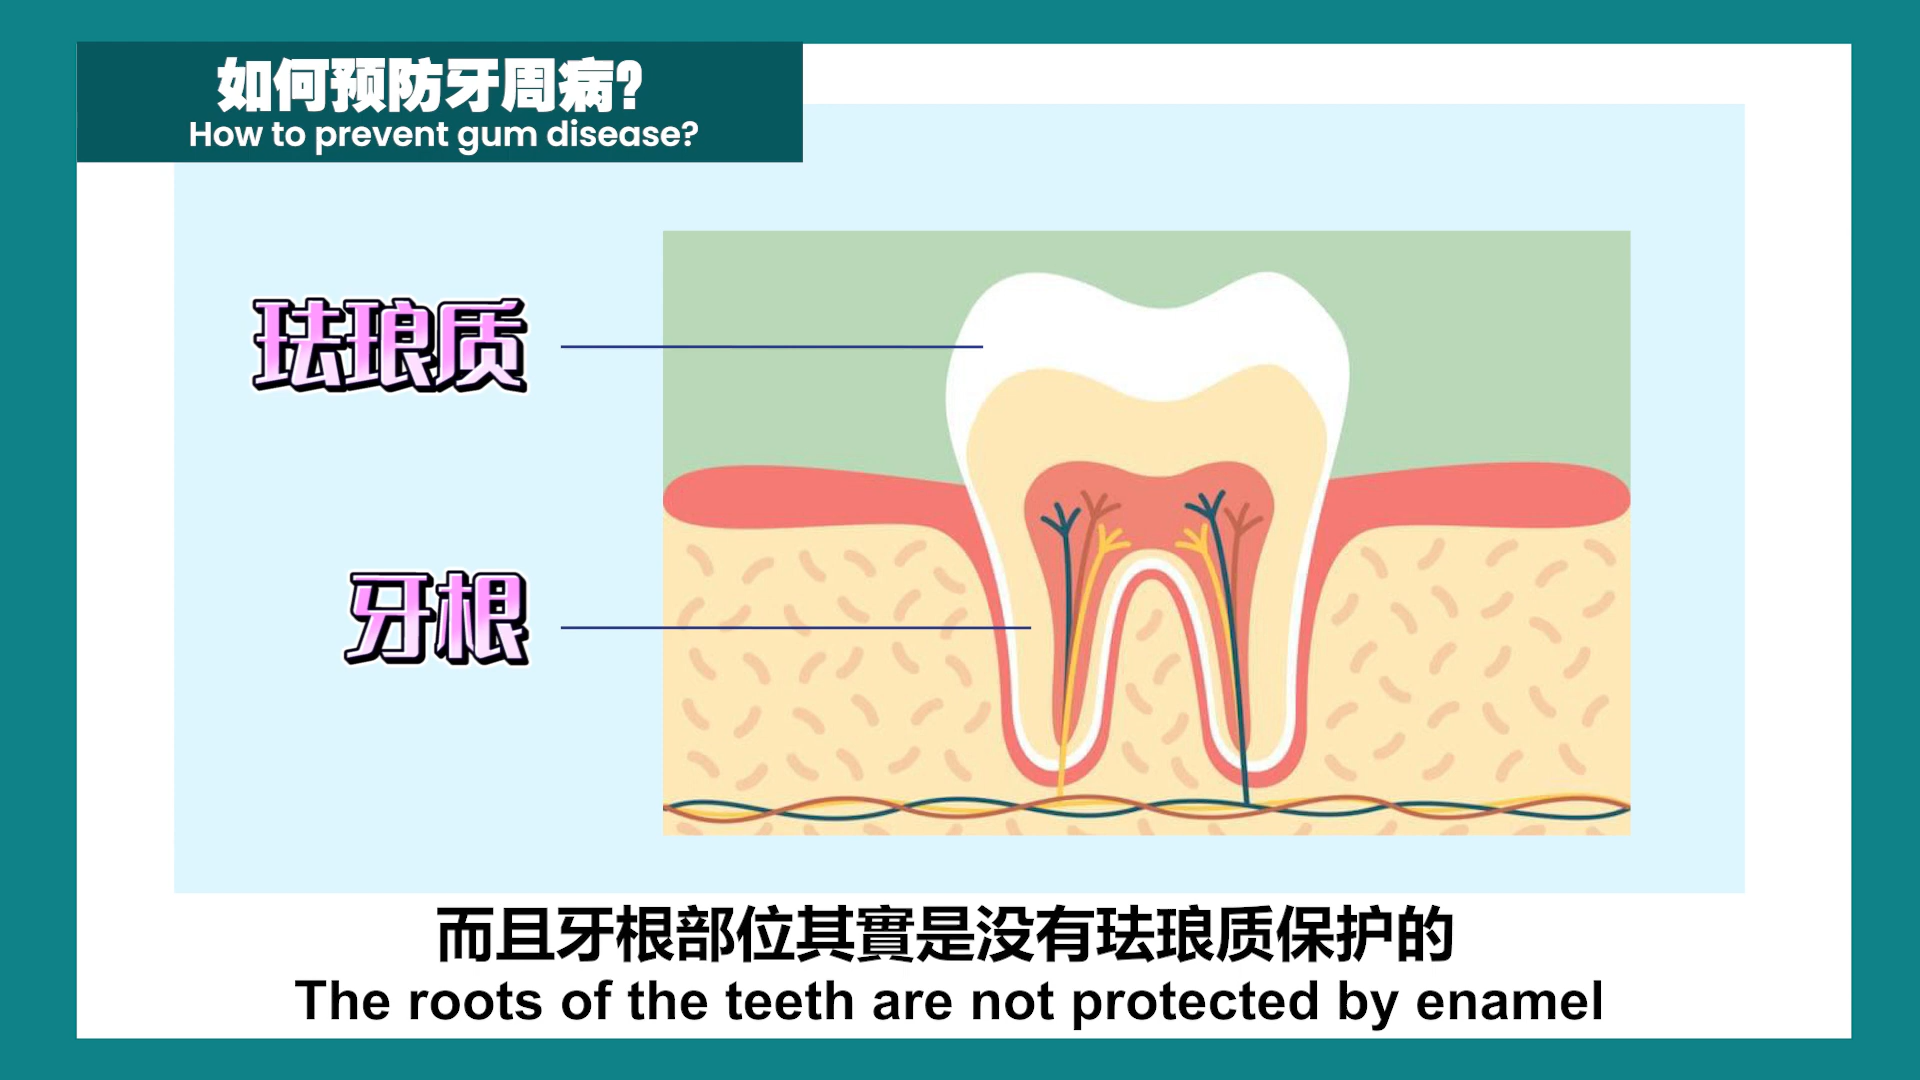 如何预防牙周病?
How to prevent gum disease?
珐琅质
牙根
而且牙根部位其實是没有珐琅质保护的
The roots of the teeth are not protected by enamel